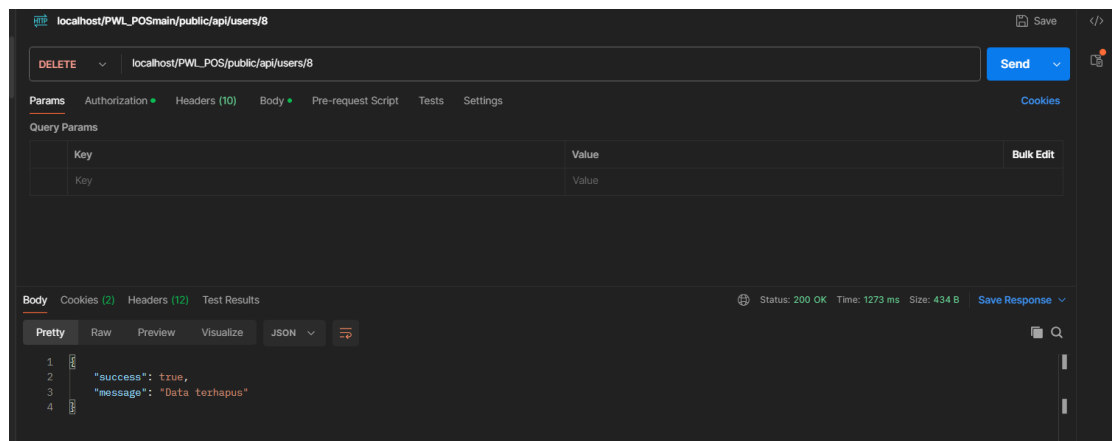 HTTP localhost/PWL_POSmain/public/api/users/8 Save
DELETE localhost/PWL_POS/public/api/users/8 Send
Params Authorization Headers (10) Body Pre-request Script Tests Settings Cookies
Query Params
Key Value Bulk Edit
Key Value
Body Cookies (2) Headers (12) Test Results Status: 200 OK Time: 1273 ms Size: 434 B Save Response
Pretty Raw Preview Visualize JSON
1 {
2 "success": true,
3 "message": "Data terhapus"
4 }